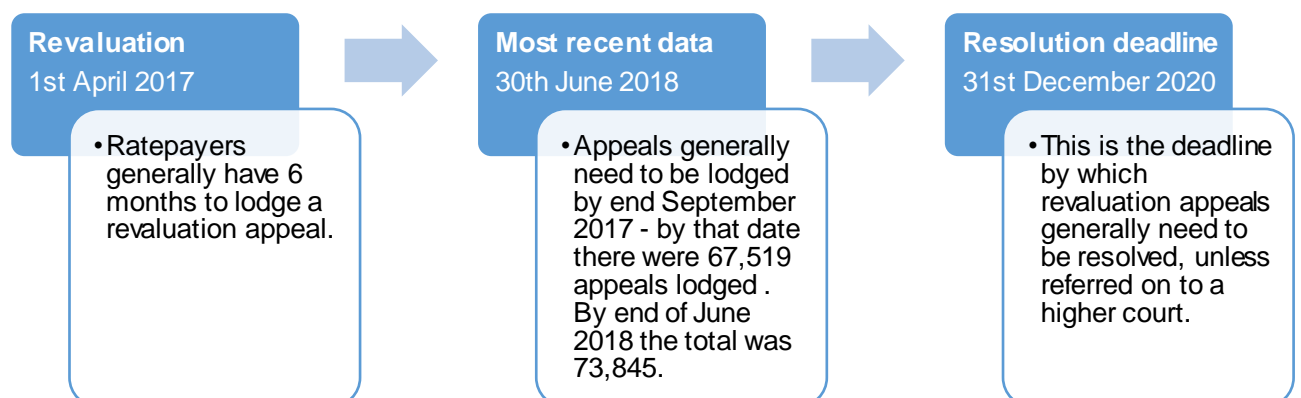 Revaluation
1st April 2017
•Ratepayers
generally have 6
months to lodge a
revaluation appeal.
Most recent data
30th June 2018
•Appeals generally
need to be lodged
by end September
2017 - by that date
there were 67,519
appeals lodged .
By end of June
2018 the total was
73,845.
Resolution deadline
31st December 2020
•This is the deadline
by which
revaluation appeals
generally need to
be resolved, unless
referred on to a
higher court.